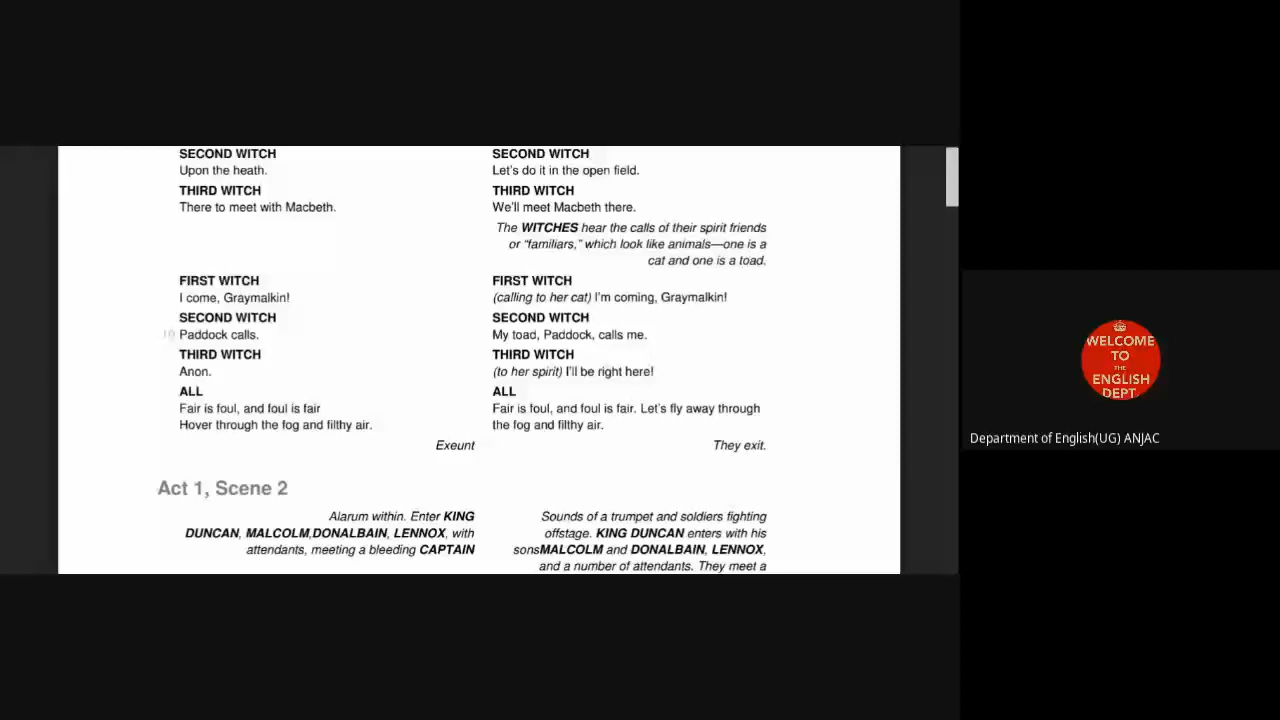 SECOND WITCH
Upon the heath.
THIRD WITCH
There to meet with Macbeth.
FIRST WITCH
I come, Graymalkin!
SECOND WITCH
10 Paddock calls.
THIRD WITCH
Anon.
ALL
Fair is foul, and foul is fair
Hover through the fog and filthy air.
Exeunt
SECOND WITCH
Let's do it in the open field.
THIRD WITCH
We'll meet Macbeth there.
The WITCHES hear the calls of their spirit friends
or “familiars,” which look like animals—one is a
cat and one is a toad.
FIRST WITCH
(calling to her cat) I'm coming, Graymalkin!
SECOND WITCH
My toad, Paddock, calls me.
THIRD WITCH
(to her spirit) I'll be right here!
ALL
Fair is foul, and foul is fair. Let's fly away through
the fog and filthy air.
They exit.
Act 1, Scene 2
Alarum within. Enter KING
DUNCAN, MALCOLM,DONALBAIN, LENNOX, with
attendants, meeting a bleeding CAPTAIN
Sounds of a trumpet and soldiers fighting
offstage. KING DUNCAN enters with his
sonsMALCOLM and DONALBAIN, LENNOX,
and a number of attendants. They meet a
WELCOME
TO
THE
ENGLISH
DEPT.
Department of English(UG) ANJAC